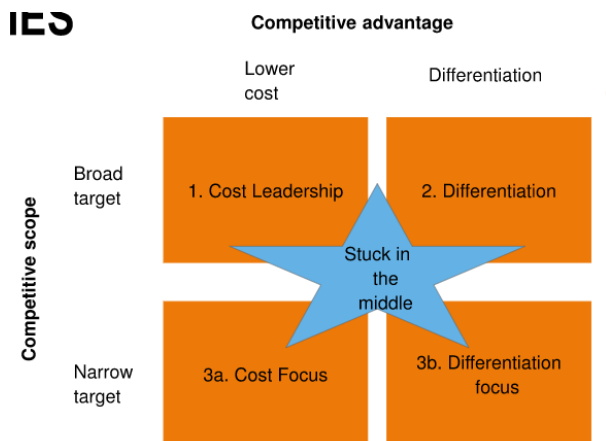 IES
Competitive advantage
Lower
cost
Differentiation
Broad
target
1. Cost Leadership
2. Differentiation
Competitive scope
Stuck in
the
middle
Narrow
target
3a. Cost Focus
3b. Differentiation
focus